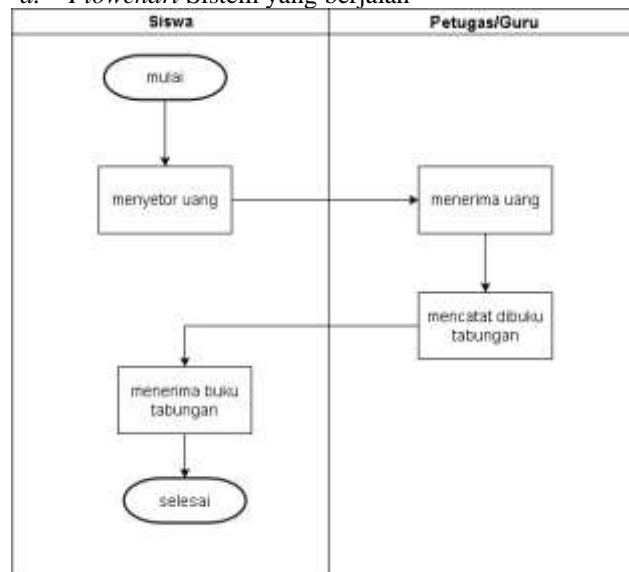 a. Flowchart Sistem yang berjalan
Siswa
Petugas/Guru
mulai
menyetor uang
menerima uang
mencatat dibuku
tabungan
menerima buku
tabungan
selesai